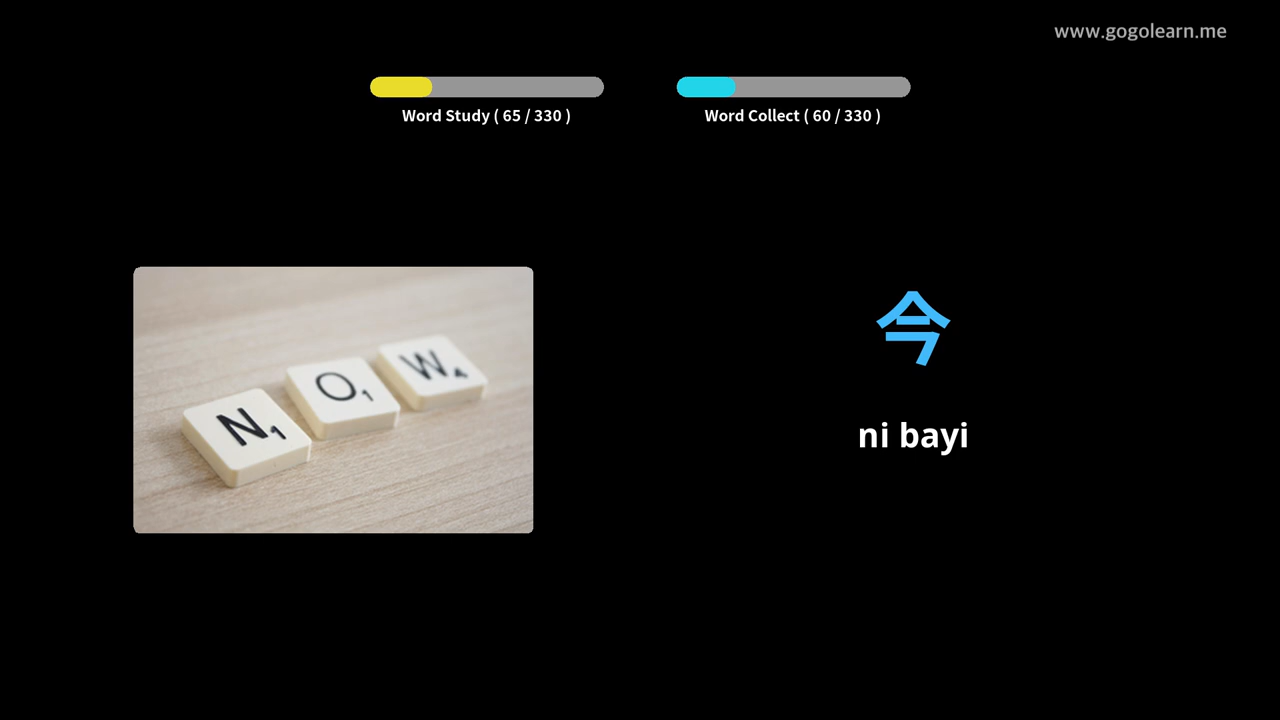 www.gogolearn.me
Word Study ( 65 / 330 )
Word Collect ( 60 / 330 )
N1 O1 W4
今
ni bayi